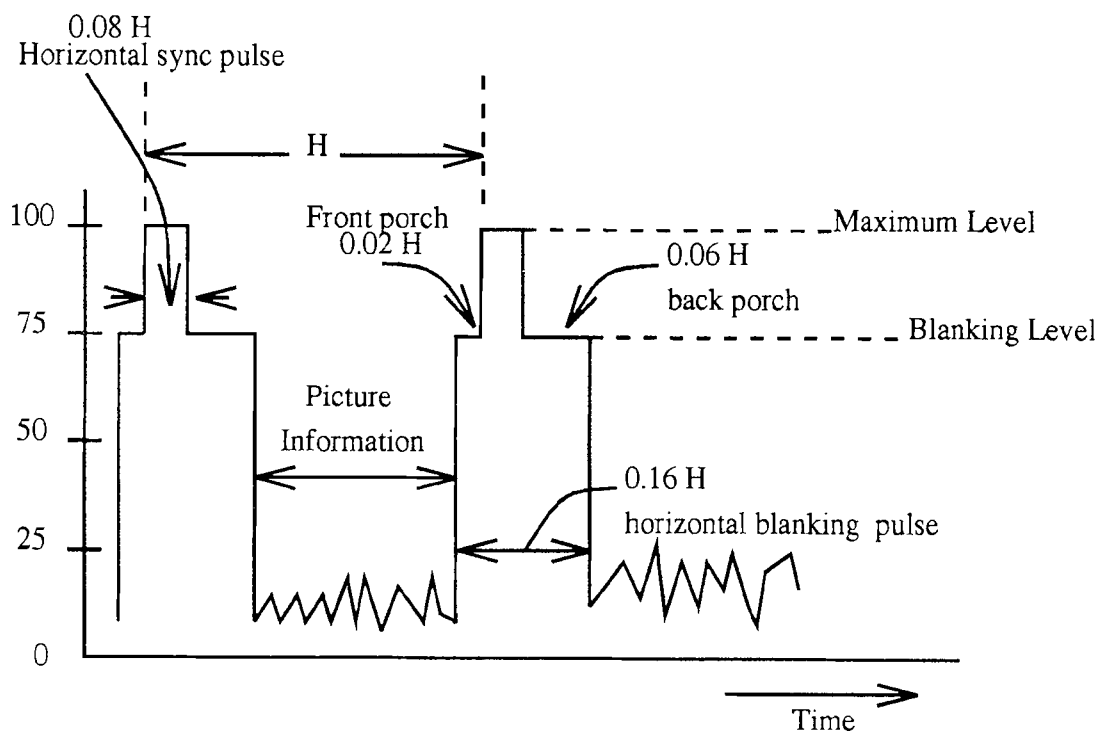 0.08 H
Horizontal sync pulse
H
100
Front porch
0.02 H
Maximum Level
0.06 H
back porch
75
Blanking Level
Picture
Information
50
0.16 H
horizontal blanking pulse
25
0
Time